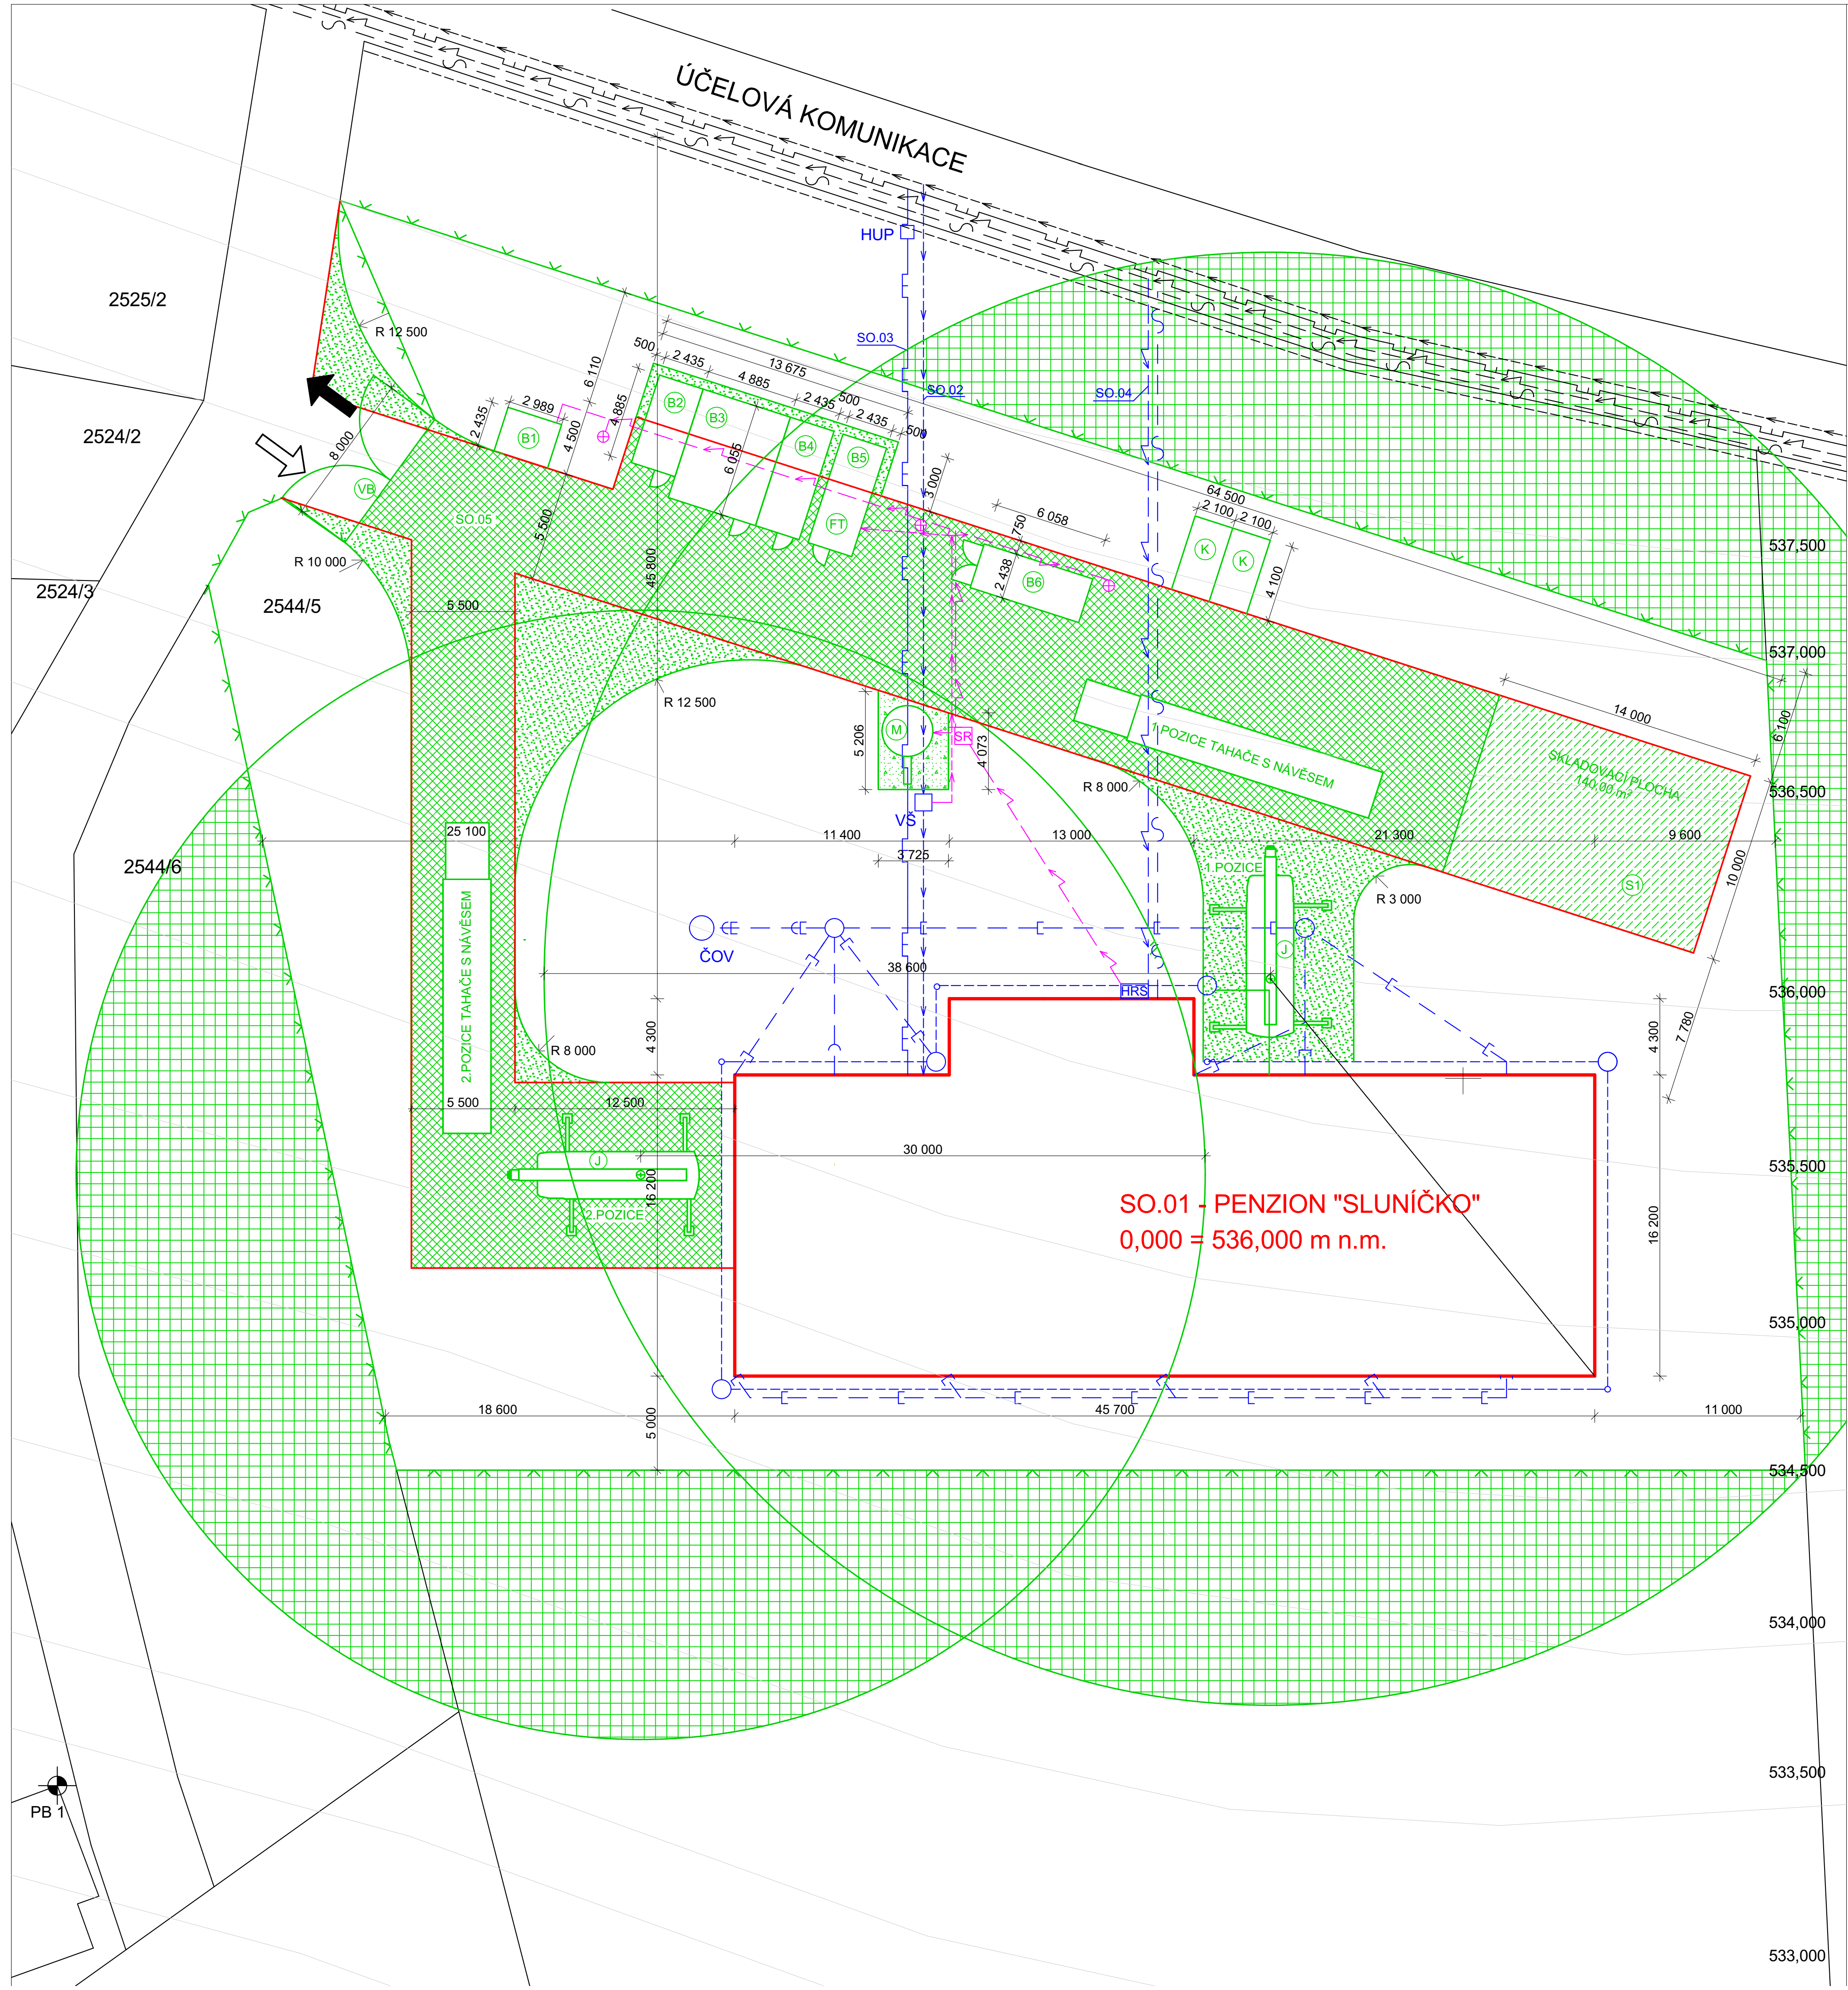 ÚČELOVÁ KOMUNIKACE
HUP
2525/2
R 12 500
SO.03
500
2 435
13 675
6 110
4 885
500
SO.02
SO.04
2 435
2 435
500
2 989
2 435
4 885
B2
B3
B1
4 500
B4
B5
2524/2
8 000
6 055
3 000
VB
64 500
SO.05
FT
5 500
750
6 058
2 100
2 100
K
K
537,500
R 10 000
45 800
2 438
B6
4 100
2524/3
2544/5
5 500
537,000
R 12 500
14 000
6 100
M
SR
5 206
4 073
1.POZICE TAHAČE S NÁVĚSEM
SKLADOVACÍ PLOCHA
140,00 m²
R 8 000
536,500
VŠ
25 100
11 400
13 000
21 300
9 600
3 725
2544/6
1.POZICE
10 000
S1
R 3 000
2.POZICE TAHAČE S NÁVĚSEM
ČOV
J
38 600
HRS
536,000
4 300
4 300
7 780
R 8 000
5 500
12 500
30 000
J
16 200
535,500
2.POZICE
SO.01 - PENZION "SLUNÍČKO"
0,000 = 536,000 m n.m.
16 200
535,000
18 600
5 000
45 700
11 000
534,500
534,000
533,500
PB 1
533,000